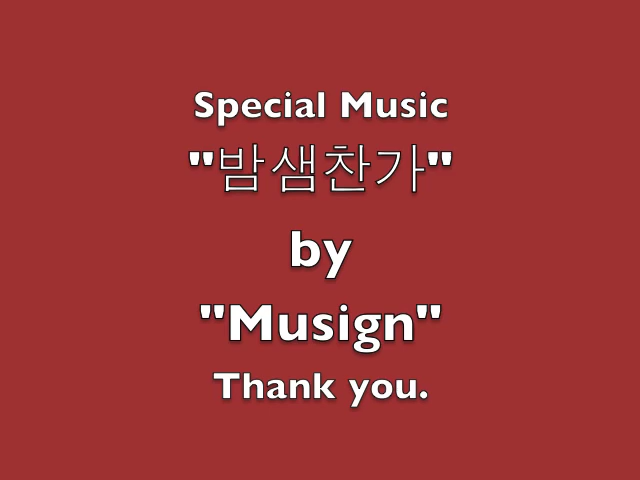 Special Music
"밤샘찬가"
by
"Musign"
Thank you.